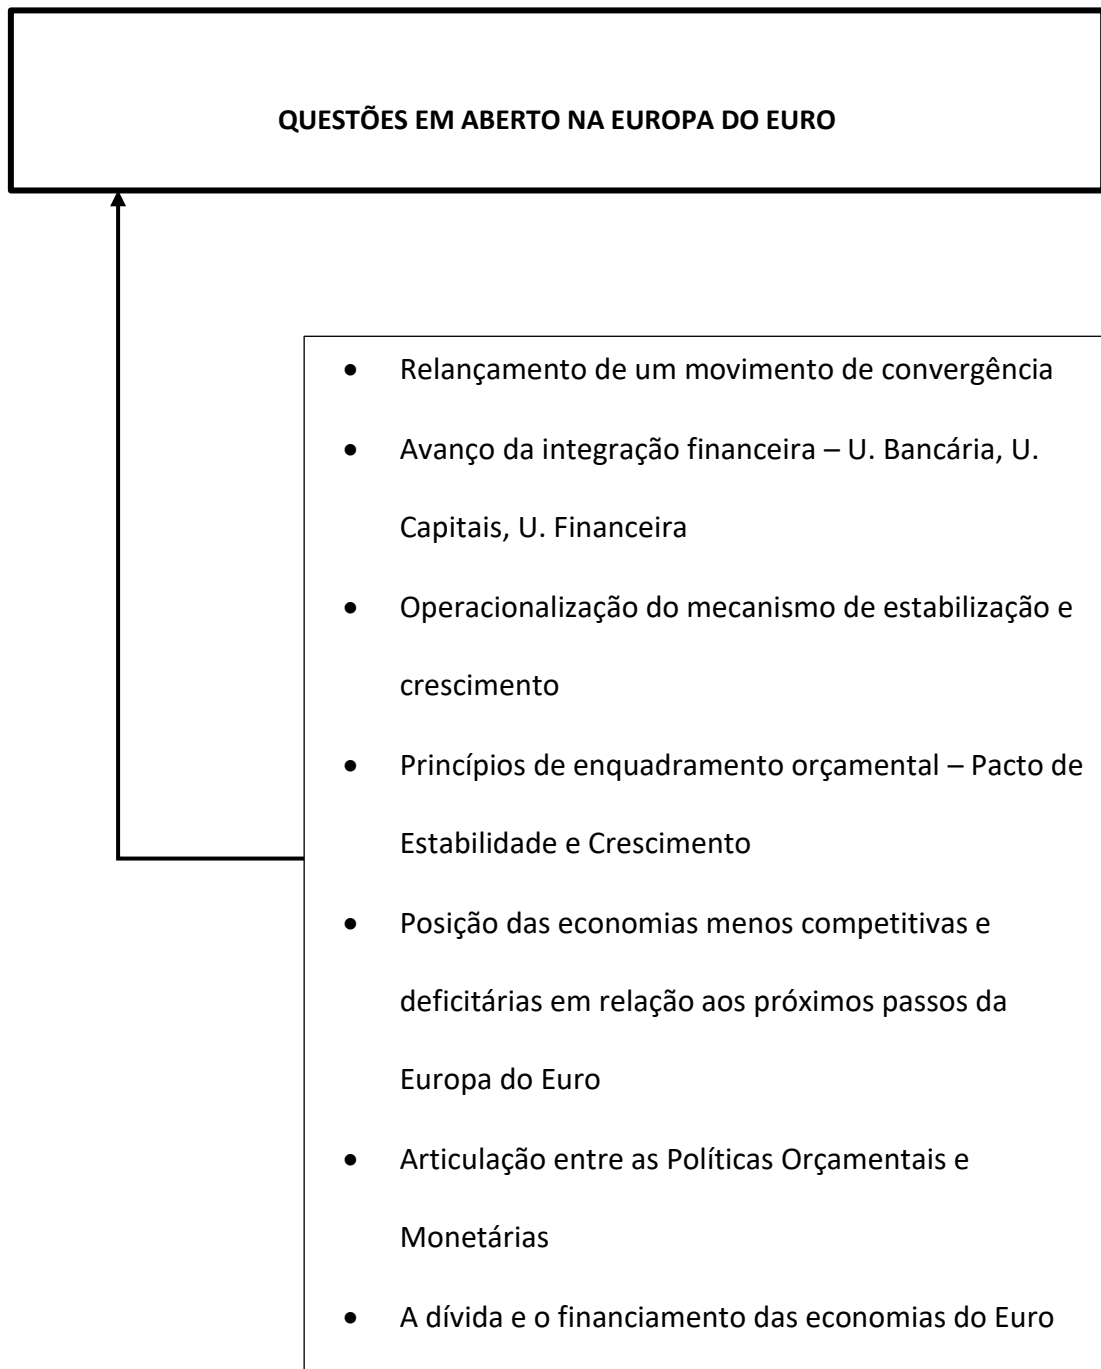 QUESTÕES EM ABERTO NA EUROPA DO EURO
• Relançamento de um movimento de convergência
• Avanço da integração financeira – U. Bancária, U.
Capitais, U. Financeira
• Operacionalização do mecanismo de estabilização e
crescimento
• Princípios de enquadramento orçamental – Pacto de
Estabilidade e Crescimento
• Posição das economias menos competitivas e
deficitárias em relação aos próximos passos da
Europa do Euro
• Articulação entre as Políticas Orçamentais e
Monetárias
• A dívida e o financiamento das economias do Euro